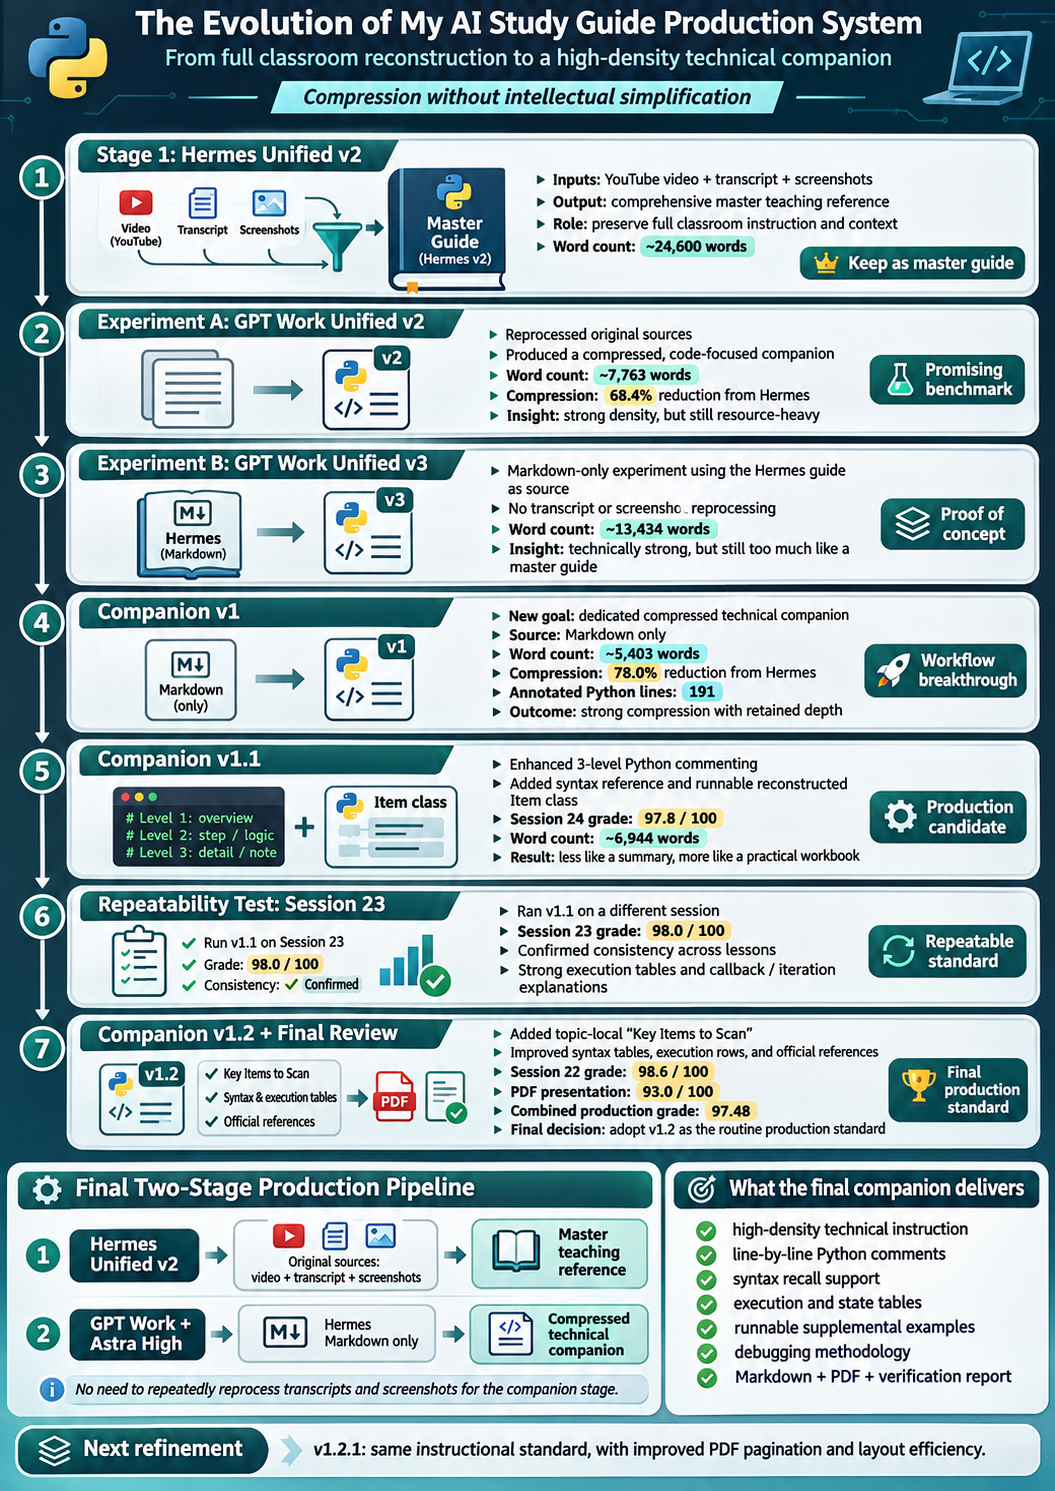 The Evolution of My AI Study Guide Production System
From full classroom reconstruction to a high-density technical companion
Compression without intellectual simplification
</>
1
Stage 1: Hermes Unified v2
Video
(YouTube)
Transcript
Screenshots
Master
Guide
(Hermes v2)
Inputs: YouTube video + transcript + screenshots
Output: comprehensive master teaching reference
Role: preserve full classroom instruction and context
Word count: ~24,600 words
Keep as master guide
2
Experiment A: GPT Work Unified v2
v2
</>
Reprocessed original sources
Produced a compressed, code-focused companion
Word count: ~7,763 words
Compression: 68.4% reduction from Hermes
Insight: strong density, but still resource-heavy
Promising
benchmark
3
Experiment B: GPT Work Unified v3
M↓
Hermes
(Markdown)
v3
</>
Markdown-only experiment using the Hermes guide
as source
No transcript or reprocessing
Word count: ~13,434 words
Insight: technically strong, but still too much like a
master guide
Proof of
concept
4
Companion v1
M↓
Markdown
(only)
v1
</>
New goal: dedicated compressed technical companion
Source: Markdown only
Word count: ~5,403 words
Compression: 78.0% reduction from Hermes
Annotated Python lines: 191
Outcome: strong compression with retained depth
Workflow
breakthrough
5
Companion v1.1
# Level 1: overview
# Level 2: step / logic
# Level 3: detail / note
+
Item class
Enhanced 3-level Python commenting
Added syntax reference and runnable reconstructed
Item class
Session 24 grade: 97.8 / 100
Word count: ~6,944 words
Result: less like a summary, more like a practical workbook
Production
candidate
6
Repeatability Test: Session 23
Run v1.1 on Session 23
Grade: 98.0 / 100
Consistency: ✓ Confirmed
Ran v1.1 on a different session
Session 23 grade: 98.0 / 100
Confirmed consistency across lessons
Strong execution tables and callback / iteration
explanations
Repeatable
standard
7
Companion v1.2 + Final Review
v1.2
</>
Key Items to Scan
Syntax & execution tables
Official references
PDF
Added topic-local “Key Items to Scan”
Improved syntax tables, execution rows, and official references
Session 22 grade: 98.6 / 100
PDF presentation: 93.0 / 100
Combined production grade: 97.48
Final decision: adopt v1.2 as the routine production standard
Final
production
standard
Final Two-Stage Production Pipeline
1
Hermes
Unified v2
Original sources:
video + transcript + screenshots
Master
teaching
reference
2
GPT Work +
Astra High
M↓
Hermes
Markdown only
</>
Compressed
technical
companion
i
No need to repeatedly reprocess transcripts and screenshots for the companion stage.
What the final companion delivers
high-density technical instruction
line-by-line Python comments
syntax recall support
execution and state tables
runnable supplemental examples
debugging methodology
Markdown + PDF + verification report
Next refinement
v1.2.1: same instructional standard, with improved PDF pagination and layout efficiency.